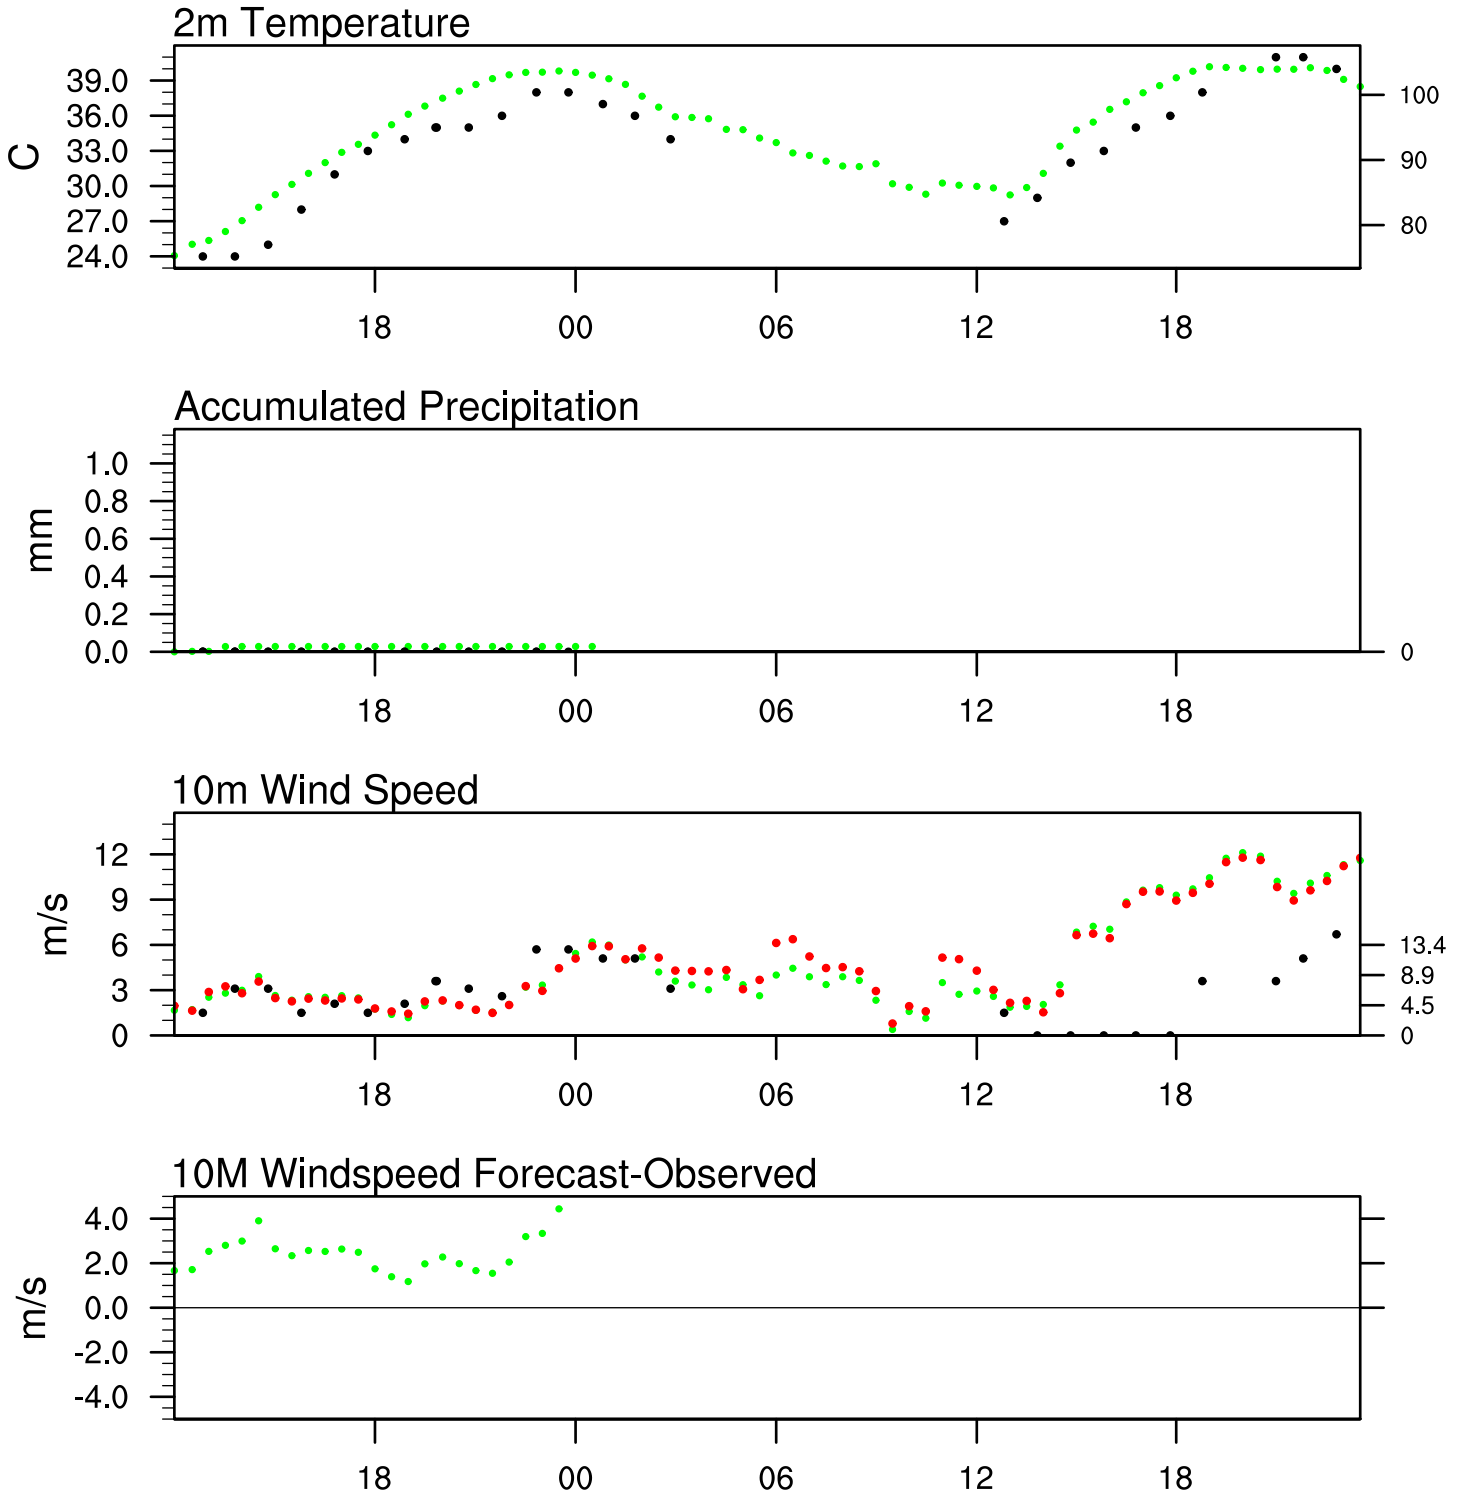 2m Temperature
39.0
36.0
33.0
30.0
27.0
24.0
C
100
90
80
18 00 06 12 18
Accumulated Precipitation
1.0
0.8
0.6
0.4
0.2
0.0
mm
0
18 00 06 12 18
10m Wind Speed
12
9
6
3
0
m/s
13.4
8.9
4.5
0
18 00 06 12 18
10M Windspeed Forecast-Observed
4.0
2.0
0.0
-2.0
-4.0
m/s
18 00 06 12 18